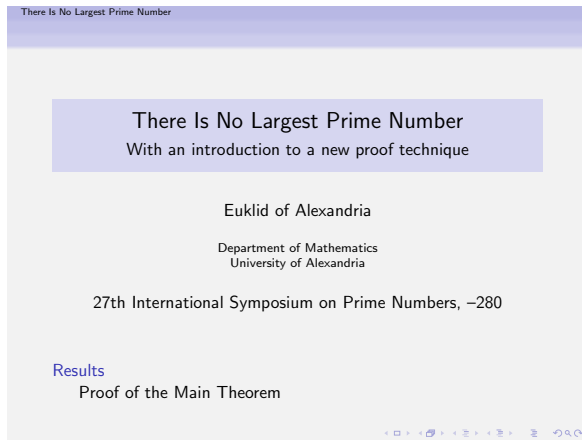 There Is No Largest Prime Number
There Is No Largest Prime Number
With an introduction to a new proof technique
Euklid of Alexandria
Department of Mathematics
University of Alexandria
27th International Symposium on Prime Numbers, –280
Results
Proof of the Main Theorem